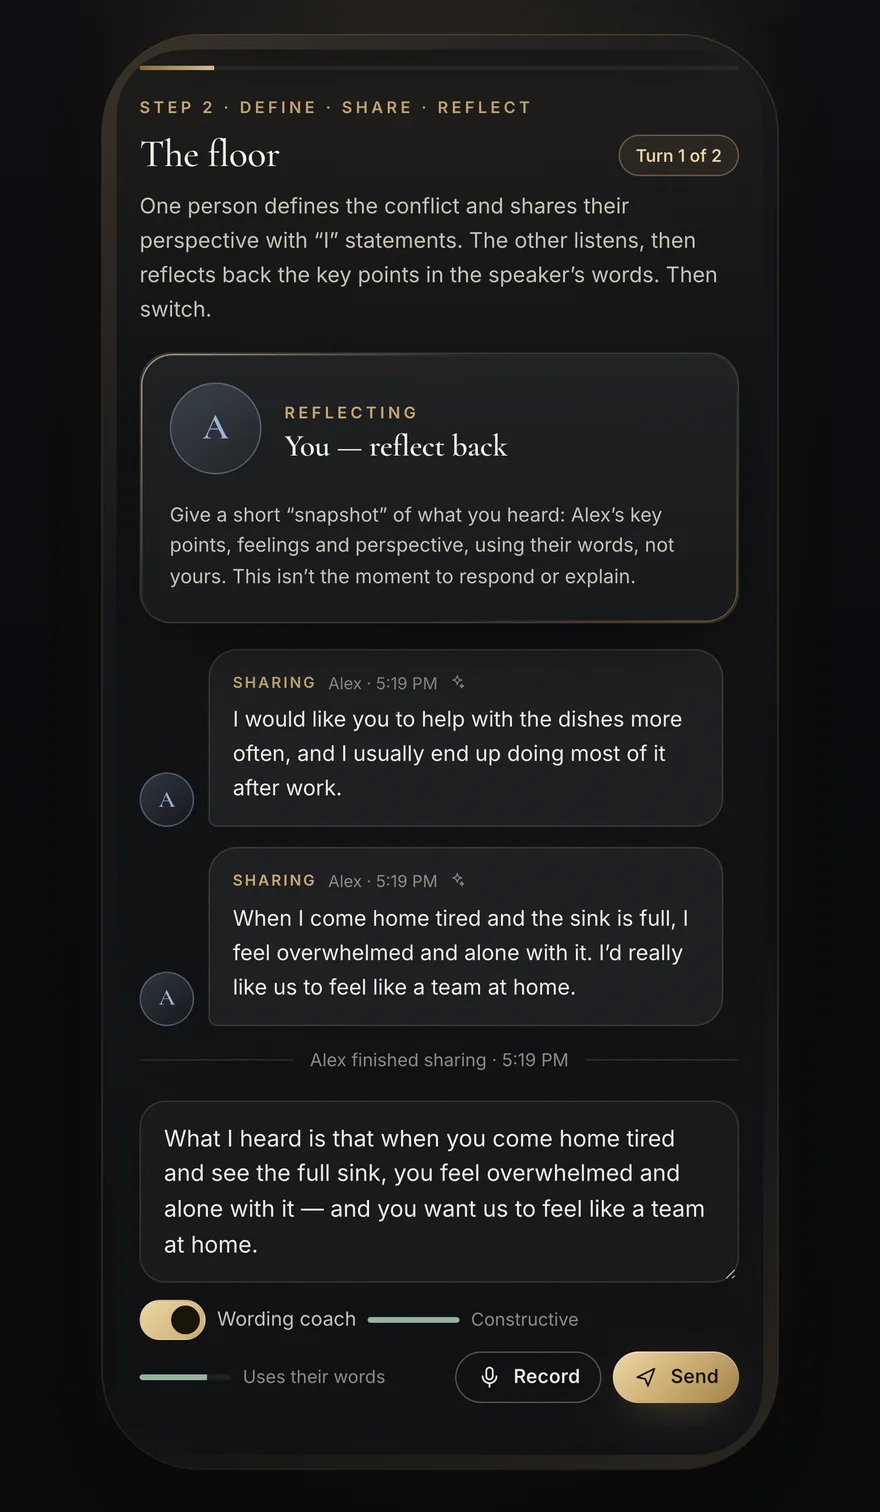 STEP 2 · DEFINE · SHARE · REFLECT
The floor
Turn 1 of 2
One person defines the conflict and shares their
perspective with “I” statements. The other listens, then
reflects back the key points in the speaker’s words. Then
switch.
A
REFLECTING
You — reflect back
Give a short “snapshot” of what you heard: Alex’s key
points, feelings and perspective, using their words, not
yours. This isn’t the moment to respond or explain.
SHARING Alex · 5:19 PM
I would like you to help with the dishes more
often, and I usually end up doing most of it
after work.
A
SHARING Alex · 5:19 PM
When I come home tired and the sink is full, I
feel overwhelmed and alone with it. I’d really
like us to feel like a team at home.
A
Alex finished sharing · 5:19 PM
What I heard is that when you come home tired
and see the full sink, you feel overwhelmed and
alone with it — and you want us to feel like a team
at home.
Wording coach
Constructive
Uses their words
Record
Send